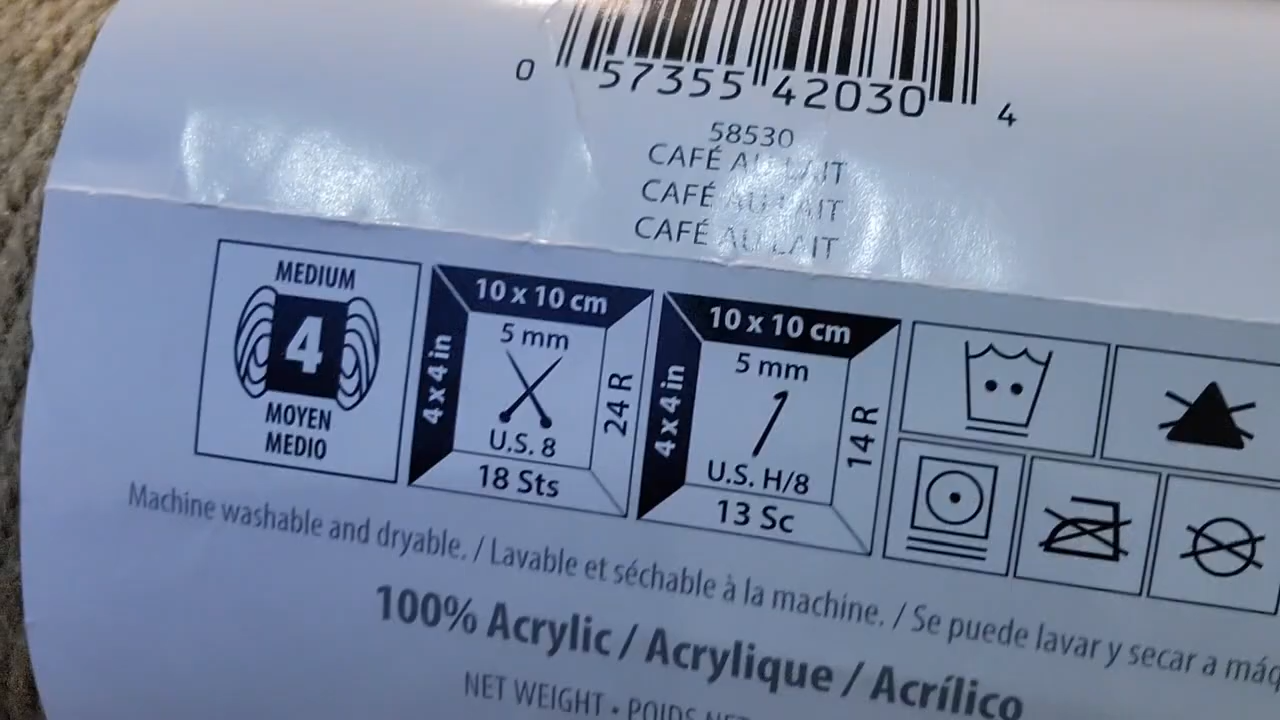 0 57355 42030 4
58530
CAFÉ AU LAIT
CAFÉ AU LAIT
CAFÉ AU LAIT
MEDIUM
4
MOYEN
MEDIO
10 x 10 cm
4 x 4 in
5 mm
24 R
U.S. 8
18 Sts
10 x 10 cm
4 x 4 in
5 mm
14 R
U.S. H/8
13 Sc
Machine washable and dryable. / Lavable et séchable à la machine. / Se puede lavar y secar a
100% Acrylic / Acrylique / Acrílico
NET WEIGHT • POIDS